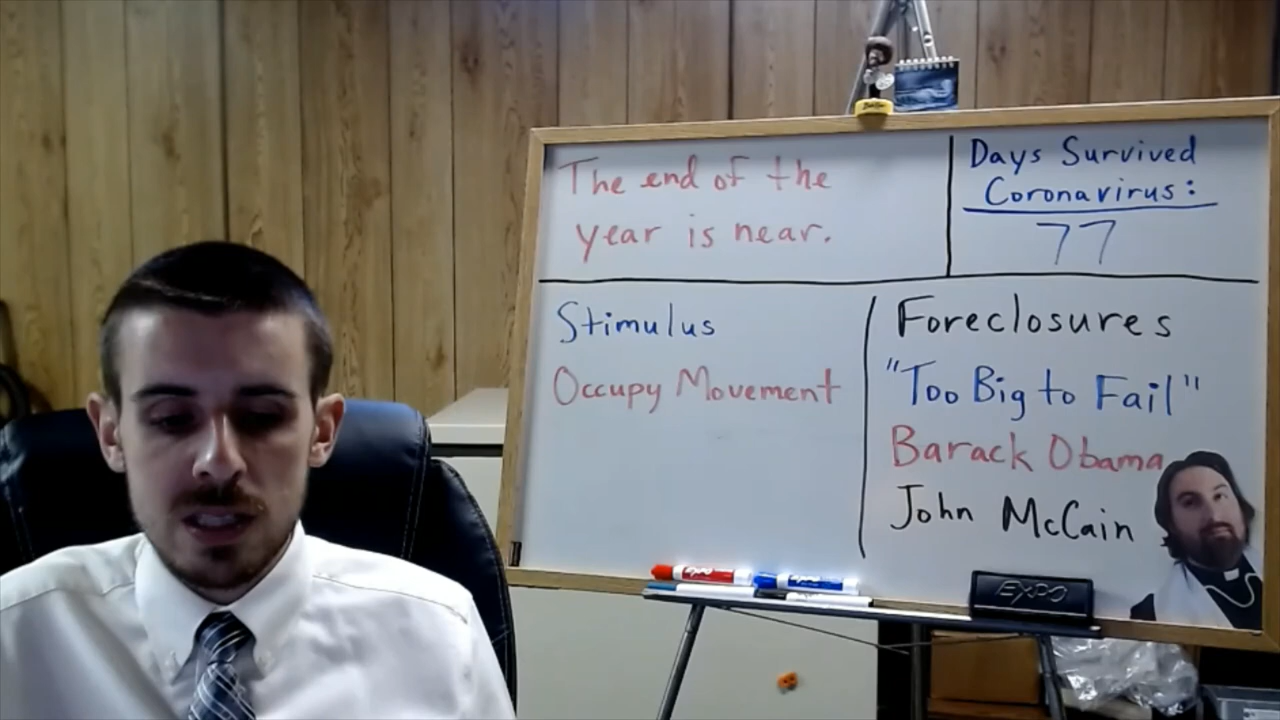 The end of the
year is near.
Days Survived
Coronavirus:
77
Stimulus
Occupy Movement
Foreclosures
"Too Big to Fail"
Barack Obama
John McCain
EXPO